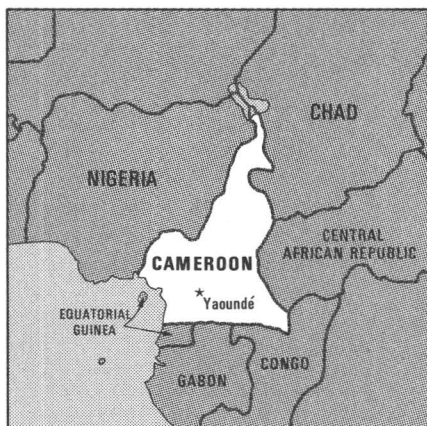 CHAD
NIGERIA
CENTRAL
AFRICAN REPUBLIC
CAMEROON
Yaoundé
EQUATORIAL
GUINEA
CONGO
GABON